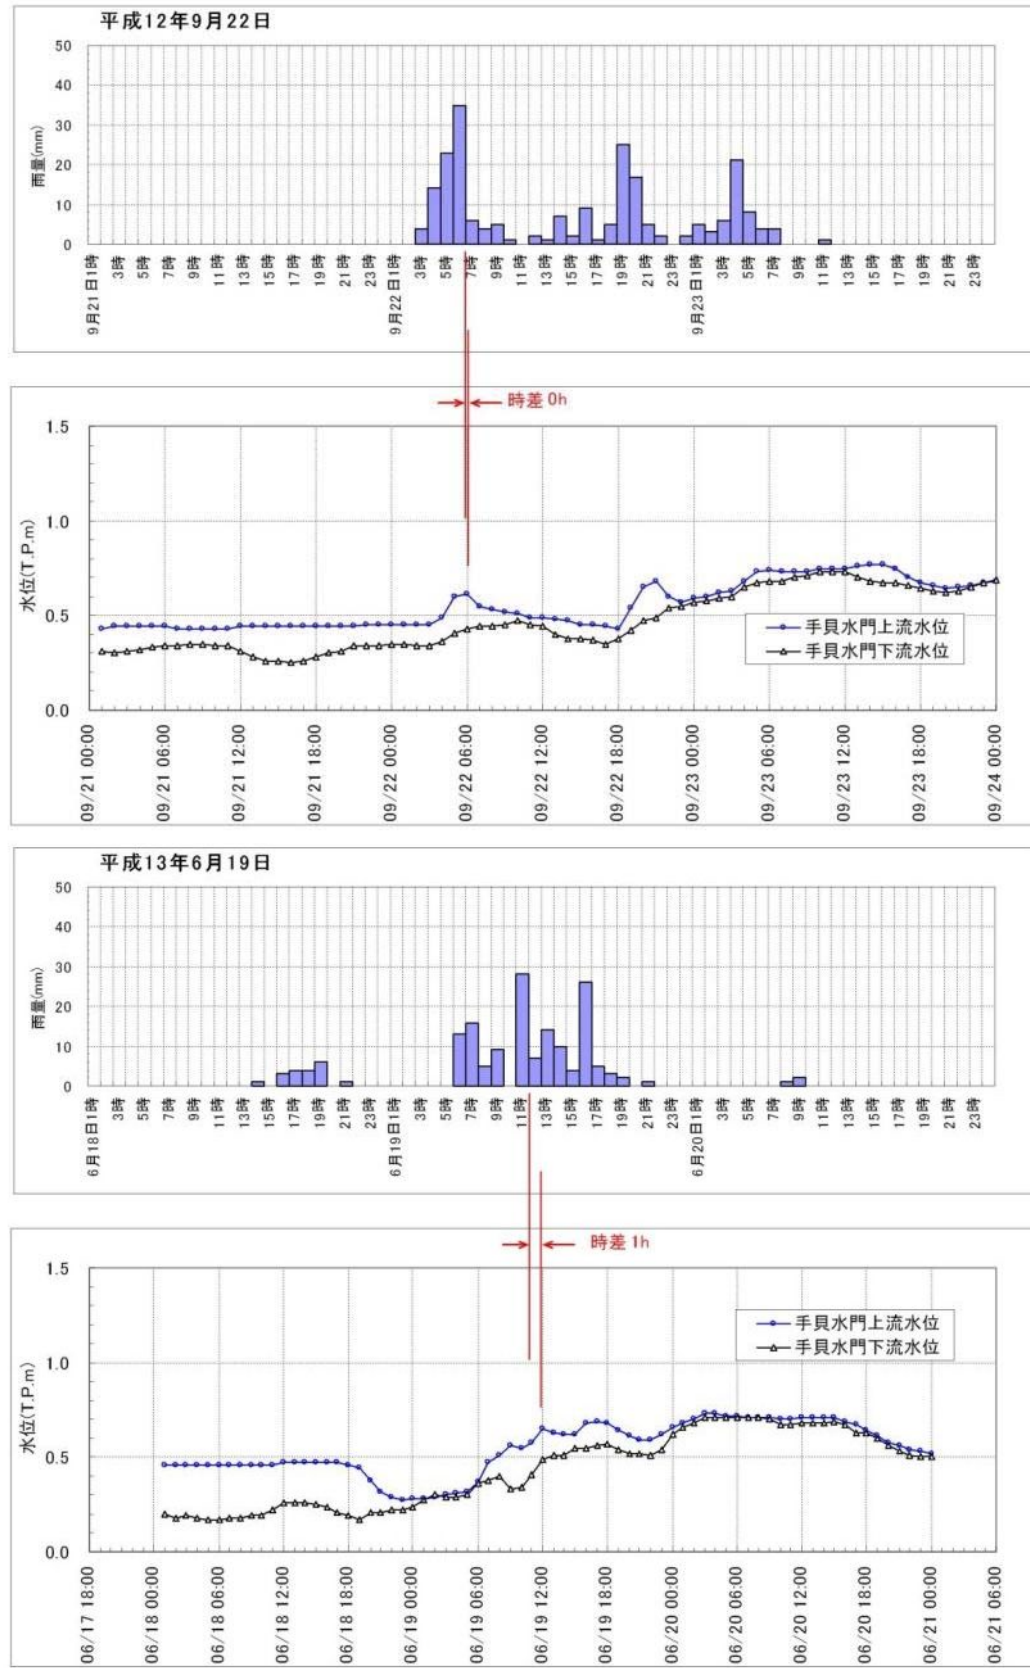 平成12年9月22日
50
40
30
20
10
0
雨量(mm)
9月21日1時 3時 5時 7時 9時 11時 13時 15時 17時 19時 21時 23時 9月22日1時 3時 5時 7時 9時 11時 13時 15時 17時 19時 21時 23時 9月23日1時 3時 5時 7時 9時 11時 13時 15時 17時 19時 21時 23時
時差 0h
1.5
1.0
0.5
0.0
水位(T.P.m)
手貝水門上流水位
手貝水門下流水位
09/21 00:00 09/21 06:00 09/21 12:00 09/21 18:00 09/22 00:00 09/22 06:00 09/22 12:00 09/22 18:00 09/23 00:00 09/23 06:00 09/23 12:00 09/23 18:00 09/24 00:00
平成13年6月19日
50
40
30
20
10
0
雨量(mm)
6月18日1時 3時 5時 7時 9時 11時 13時 15時 17時 19時 21時 23時 6月19日1時 3時 5時 7時 9時 11時 13時 15時 17時 19時 21時 23時 6月20日1時 3時 5時 7時 9時 11時 13時 15時 17時 19時 21時 23時
時差 1h
1.5
1.0
0.5
0.0
水位(T.P.m)
手貝水門上流水位
手貝水門下流水位
06/17 18:00 06/18 00:00 06/18 06:00 06/18 12:00 06/18 18:00 06/19 00:00 06/19 06:00 06/19 12:00 06/19 18:00 06/20 00:00 06/20 06:00 06/20 12:00 06/20 18:00 06/21 00:00 06/21 06:00